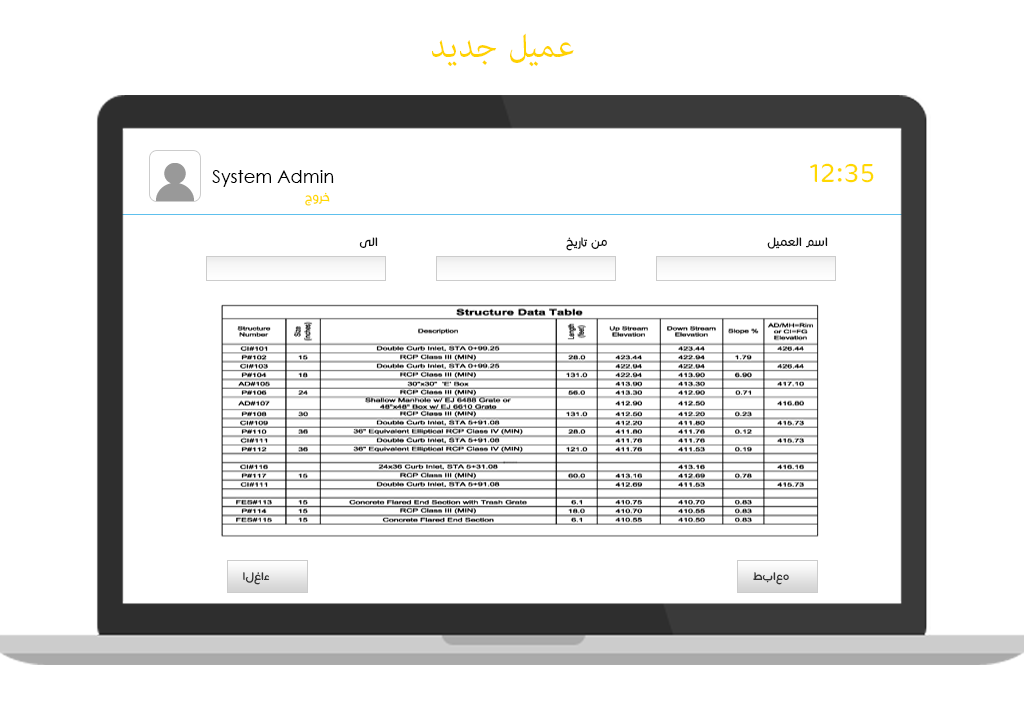 عميل جديد
System Admin
12:35
خروج
اسم العميل
من تاريخ
الى
Structure Data Table
Structure Number Size (inches) Description Length (feet) Up Stream Elevation Down Stream Elevation Slope % AD/MH=Rim or CI=FG Elevation
CI#101 Double Curb Inlet, STA 0+99.25 423.44 426.44
P#102 15 RCP Class III (MIN) 28.0 423.44 422.94 1.79
CI#103 Double Curb Inlet, STA 0+99.25 422.94 422.94 426.44
P#104 18 RCP Class III (MIN) 131.0 422.94 413.90 6.90
AD#105 30"x30" 'E' Box 413.90 413.30 417.10
P#106 24 RCP Class III (MIN) 56.0 413.30 412.90 0.71
AD#107 Shallow Manhole w/ EJ 6488 Grate or 48"x48" Box w/ EJ 6610 Grate 412.90 412.50 416.80
P#108 30 RCP Class III (MIN) 131.0 412.50 412.20 0.23
CI#109 Double Curb Inlet, STA 5+91.08 412.20 411.80 415.73
P#110 36 36" Equivalent Elliptical RCP Class IV (MIN) 28.0 411.80 411.76 0.12
CI#111 Double Curb Inlet, STA 5+91.08 411.76 411.76 415.73
P#112 36 36" Equivalent Elliptical RCP Class IV (MIN) 121.0 411.76 411.53 0.19
CI#116 24x36 Curb Inlet, STA 5+31.08 413.16 416.16
P#117 15 RCP Class III (MIN) 60.0 413.16 412.69 0.78
CI#111 Double Curb Inlet, STA 5+91.08 412.69 411.53 415.73
FES#113 15 Concrete Flared End Section with Trash Grate 6.1 410.75 410.70 0.83
P#114 15 RCP Class III (MIN) 18.0 410.70 410.55 0.83
FES#115 15 Concrete Flared End Section 6.1 410.55 410.50 0.83
طباعه
الغاء